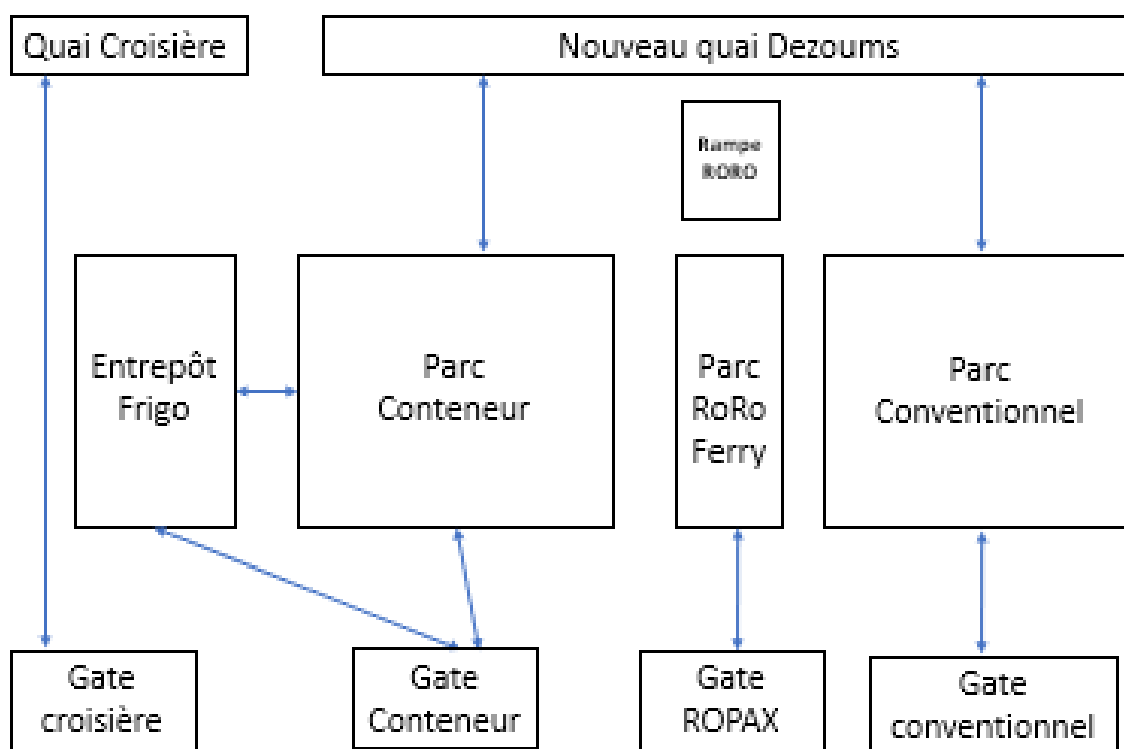 Quai Croisière
Nouveau quai Dezoums
Rampe
RORO
Entrepôt
Frigo
Parc
Conteneur
Parc
RoRo
Ferry
Parc
Conventionnel
Gate
croisière
Gate
Conteneur
Gate
ROPAX
Gate
conventionnel